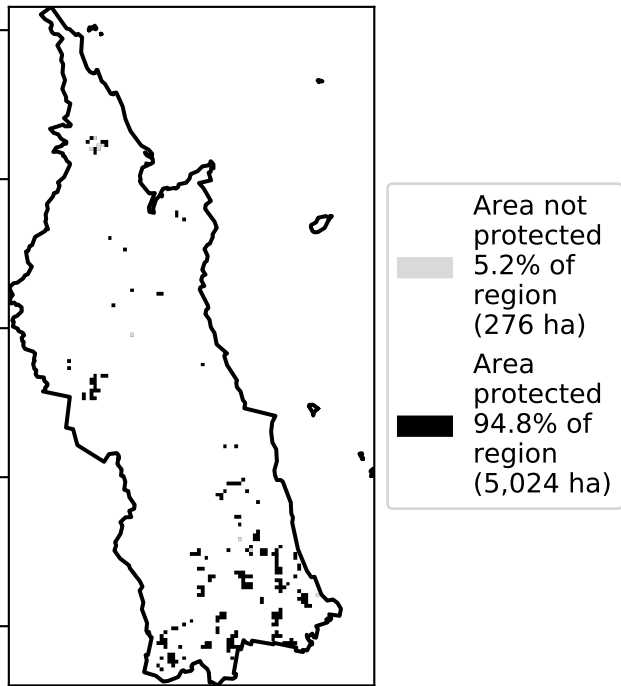 Area not
protected
5.2% of
region
(276 ha)
Area
protected
94.8% of
region
(5,024 ha)